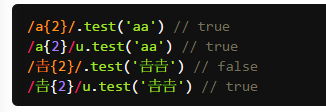 /a{2}/.test('aa') // true
/a{2}/u.test('aa') // true
/𠮷{2}/.test('𠮷𠮷') // false
/𠮷{2}/u.test('𠮷𠮷') // true